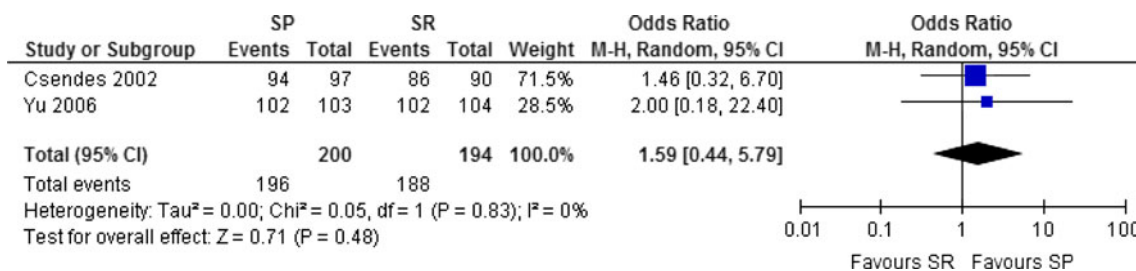 SP SR Odds Ratio Odds Ratio
Study or Subgroup Events Total Events Total Weight M-H, Random, 95% CI M-H, Random, 95% CI
Csendes 2002 94 97 86 90 71.5% 1.46 [0.32, 6.70]
Yu 2006 102 103 102 104 28.5% 2.00 [0.18, 22.40]
Total (95% CI) 200 194 100.0% 1.59 [0.44, 5.79]
Total events 196 188
Heterogeneity: Tau² = 0.00; Chi² = 0.05, df = 1 (P = 0.83); I² = 0%
Test for overall effect: Z = 0.71 (P = 0.48)
0.01 0.1 1 10 100
Favours SR Favours SP